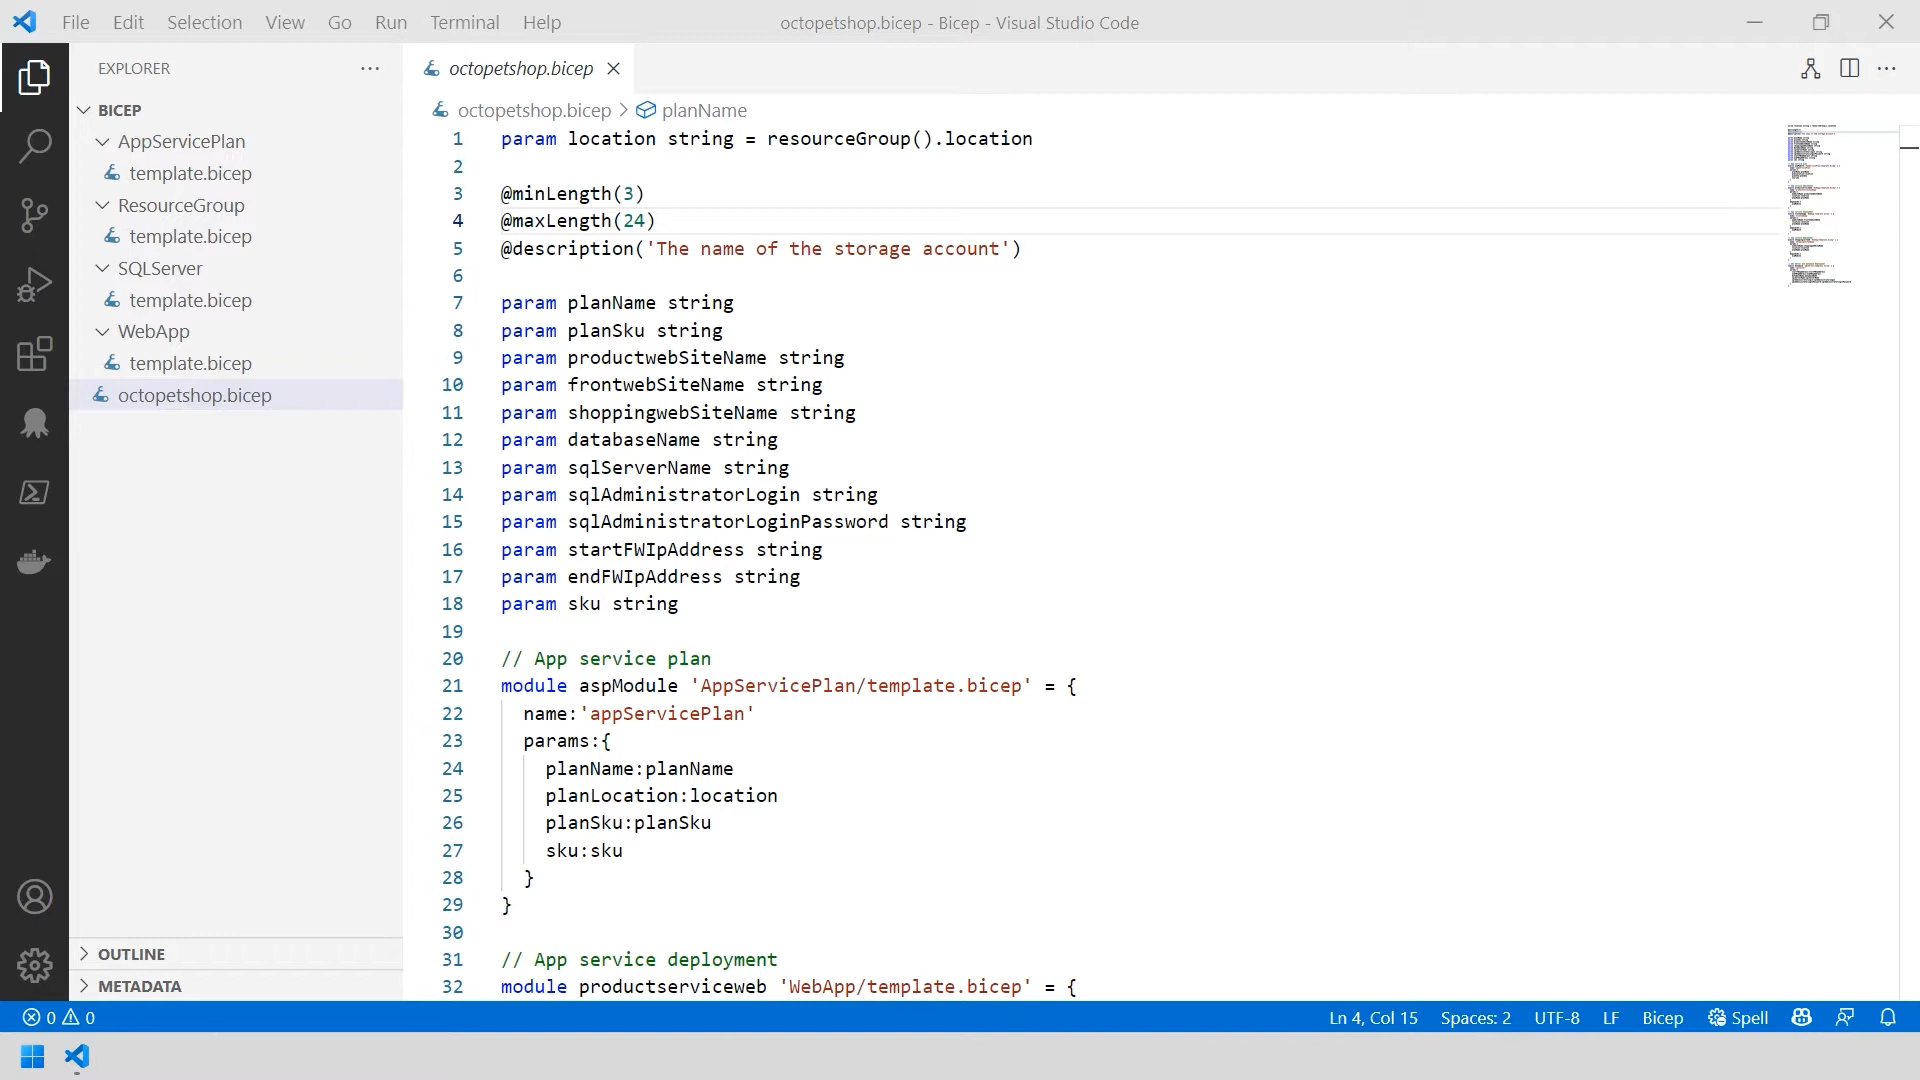 File Edit Selection View Go Run Terminal Help
octopetshop.bicep - Bicep - Visual Studio Code
EXPLORER
BICEP
AppServicePlan
template.bicep
ResourceGroup
template.bicep
SQLServer
template.bicep
WebApp
template.bicep
octopetshop.bicep
OUTLINE
METADATA
octopetshop.bicep
octopetshop.bicep planName
1 param location string = resourceGroup().location
2
3 @minLength(3)
4 @maxLength(24)
5 @description('The name of the storage account')
6
7 param planName string
8 param planSku string
9 param productwebSiteName string
10 param frontwebSiteName string
11 param shoppingwebSiteName string
12 param databaseName string
13 param sqlServerName string
14 param sqlAdministratorLogin string
15 param sqlAdministratorLoginPassword string
16 param startFWIpAddress string
17 param endFWIpAddress string
18 param sku string
19
20 // App service plan
21 module aspModule 'AppServicePlan/template.bicep' = {
22 name:'appServicePlan'
23 params:{
24 planName:planName
25 planLocation:location
26 planSku:planSku
27 sku:sku
28 }
29 }
30
31 // App service deployment
32 module productserviceweb 'WebApp/template.bicep' = {
0 0
Ln 4, Col 15 Spaces: 2 UTF-8 LF Bicep Spell